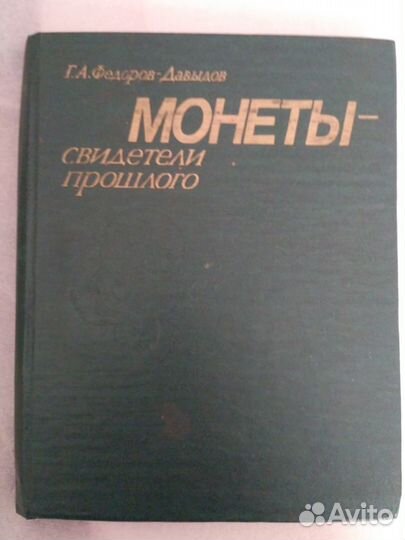 Г.А.Федоров-Давыдов
МОНЕТЫ-
свидетели
прошлого
Avito